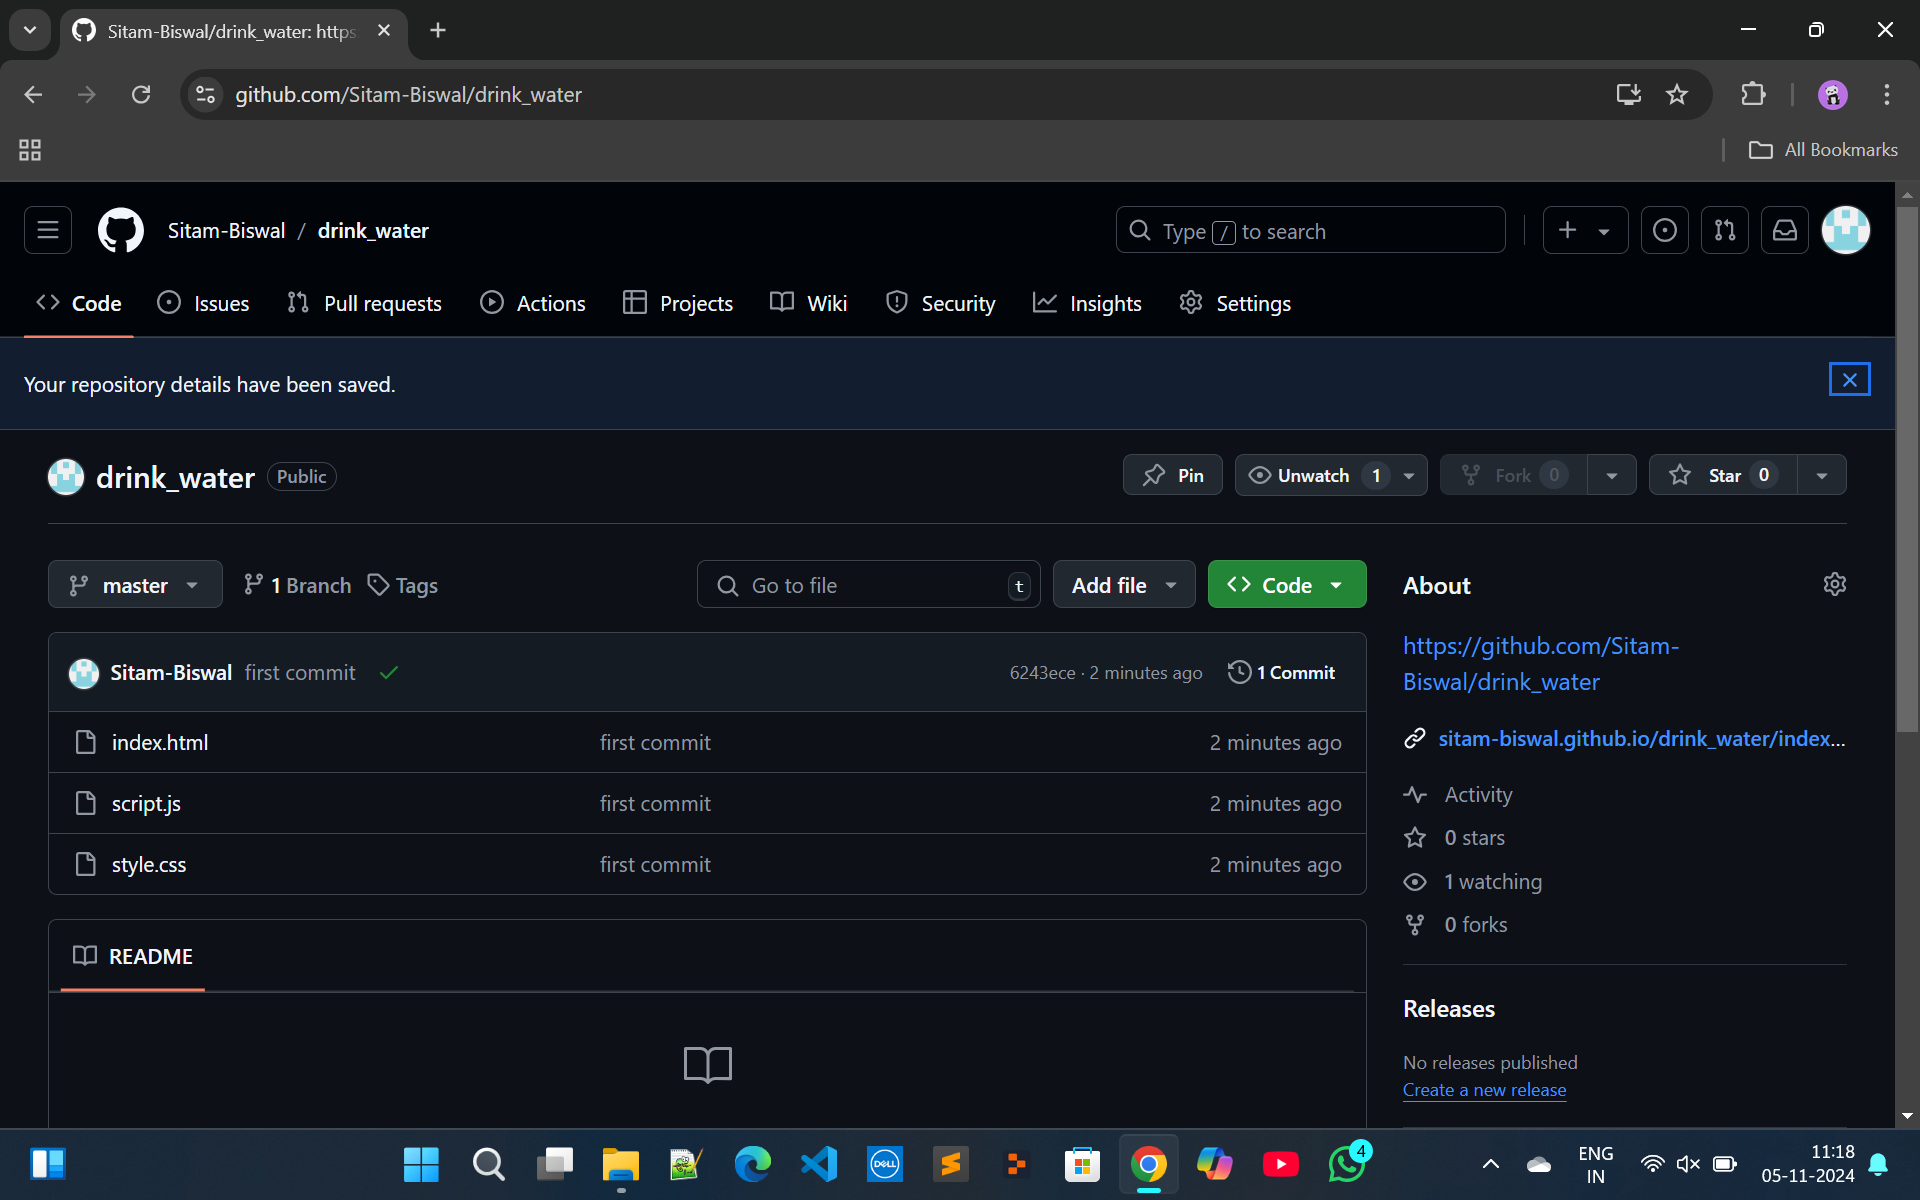 Sitam-Biswal/drink_water: https
github.com/Sitam-Biswal/drink_water
All Bookmarks
Sitam-Biswal / drink_water
Type / to search
Code Issues Pull requests Actions Projects Wiki Security Insights Settings
Your repository details have been saved.
drink_water Public
Pin Unwatch 1 Fork 0 Star 0
master 1 Branch Tags Go to file t Add file Code
About
https://github.com/Sitam-
Biswal/drink_water
sitam-biswal.github.io/drink_water/index...
Activity
0 stars
1 watching
0 forks
Sitam-Biswal first commit 6243ece · 2 minutes ago 1 Commit
index.html first commit 2 minutes ago
script.js first commit 2 minutes ago
style.css first commit 2 minutes ago
README
Releases
No releases published
Create a new release
DELL
4
ENG
IN
11:18
05-11-2024